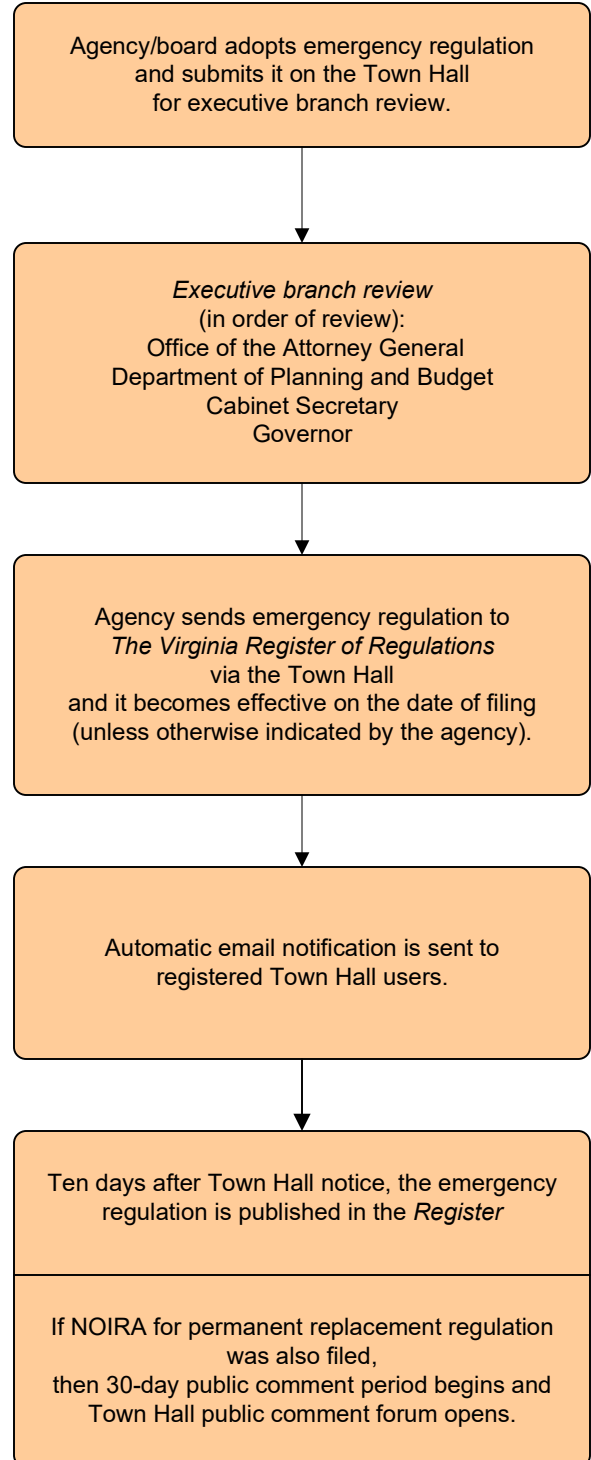 Agency/board adopts emergency regulation
and submits it on the Town Hall
for executive branch review.
Executive branch review
(in order of review):
Office of the Attorney General
Department of Planning and Budget
Cabinet Secretary
Governor
Agency sends emergency regulation to
The Virginia Register of Regulations
via the Town Hall
and it becomes effective on the date of filing
(unless otherwise indicated by the agency).
Automatic email notification is sent to
registered Town Hall users.
Ten days after Town Hall notice, the emergency
regulation is published in the Register
If NOIRA for permanent replacement regulation
was also filed,
then 30-day public comment period begins and
Town Hall public comment forum opens.